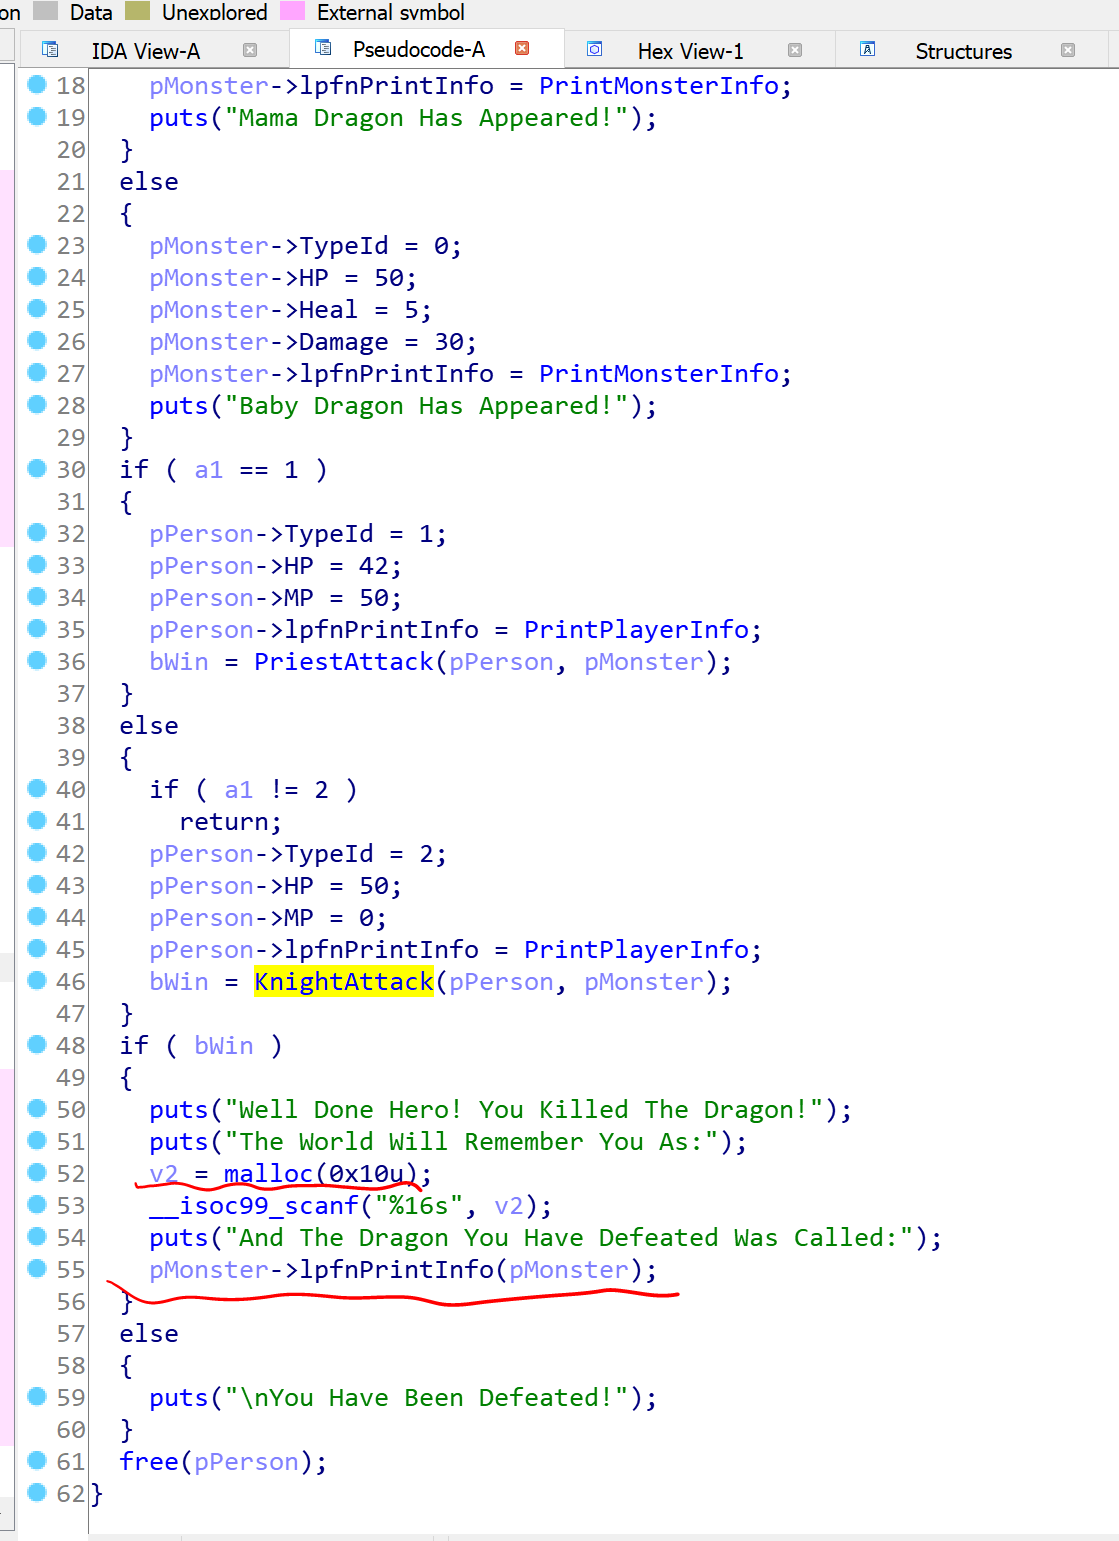 on Data Unexplored External symbol
IDA View-A Pseudocode-A Hex View-1 Structures
18 pMonster->lpfnPrintInfo = PrintMonsterInfo;
19 puts("Mama Dragon Has Appeared!");
20 }
21 else
22 {
23 pMonster->TypeId = 0;
24 pMonster->HP = 50;
25 pMonster->Heal = 5;
26 pMonster->Damage = 30;
27 pMonster->lpfnPrintInfo = PrintMonsterInfo;
28 puts("Baby Dragon Has Appeared!");
29 }
30 if ( a1 == 1 )
31 {
32 pPerson->TypeId = 1;
33 pPerson->HP = 42;
34 pPerson->MP = 50;
35 pPerson->lpfnPrintInfo = PrintPlayerInfo;
36 bWin = PriestAttack(pPerson, pMonster);
37 }
38 else
39 {
40 if ( a1 != 2 )
41 return;
42 pPerson->TypeId = 2;
43 pPerson->HP = 50;
44 pPerson->MP = 0;
45 pPerson->lpfnPrintInfo = PrintPlayerInfo;
46 bWin = KnightAttack(pPerson, pMonster);
47 }
48 if ( bWin )
49 {
50 puts("Well Done Hero! You Killed The Dragon!");
51 puts("The World Will Remember You As:");
52 v2 = malloc(0x10u);
53 __isoc99_scanf("%16s", v2);
54 puts("And The Dragon You Have Defeated Was Called:");
55 pMonster->lpfnPrintInfo(pMonster);
56 }
57 else
58 {
59 puts("\nYou Have Been Defeated!");
60 }
61 free(pPerson);
62 }